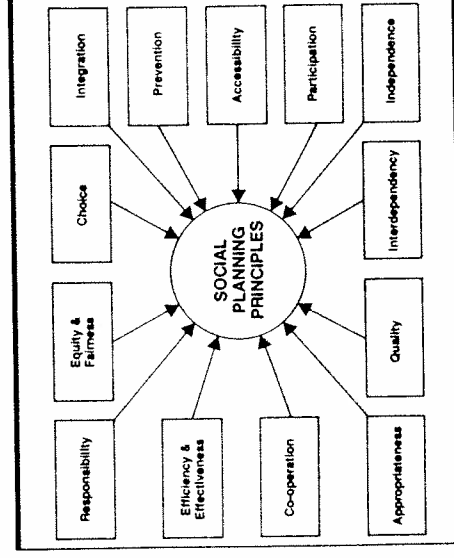 Appropriateness
Co-operation
Efficiency &
Effectiveness
Responsibility
Quality
Equity &
Fairness
SOCIAL
PLANNING
PRINCIPLES
Interdependency
Choice
Independence
Participation
Accessibility
Prevention
Integration